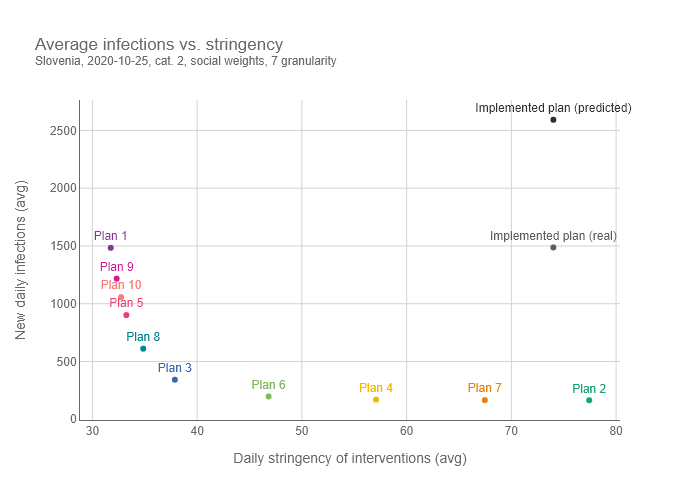 Average infections vs. stringency
Slovenia, 2020-10-25, cat. 2, social weights, 7 granularity
Implemented plan (predicted)
2500
2000
Implemented plan (real)
Plan 1
1500
Plan 9
Plan 10
Plan 5
1000
Plan 8
Plan 3
500
Plan 6
Plan 4
Plan 7
Plan 2
0
30
40
50
60
70
80
New daily infections (avg)
Daily stringency of interventions (avg)